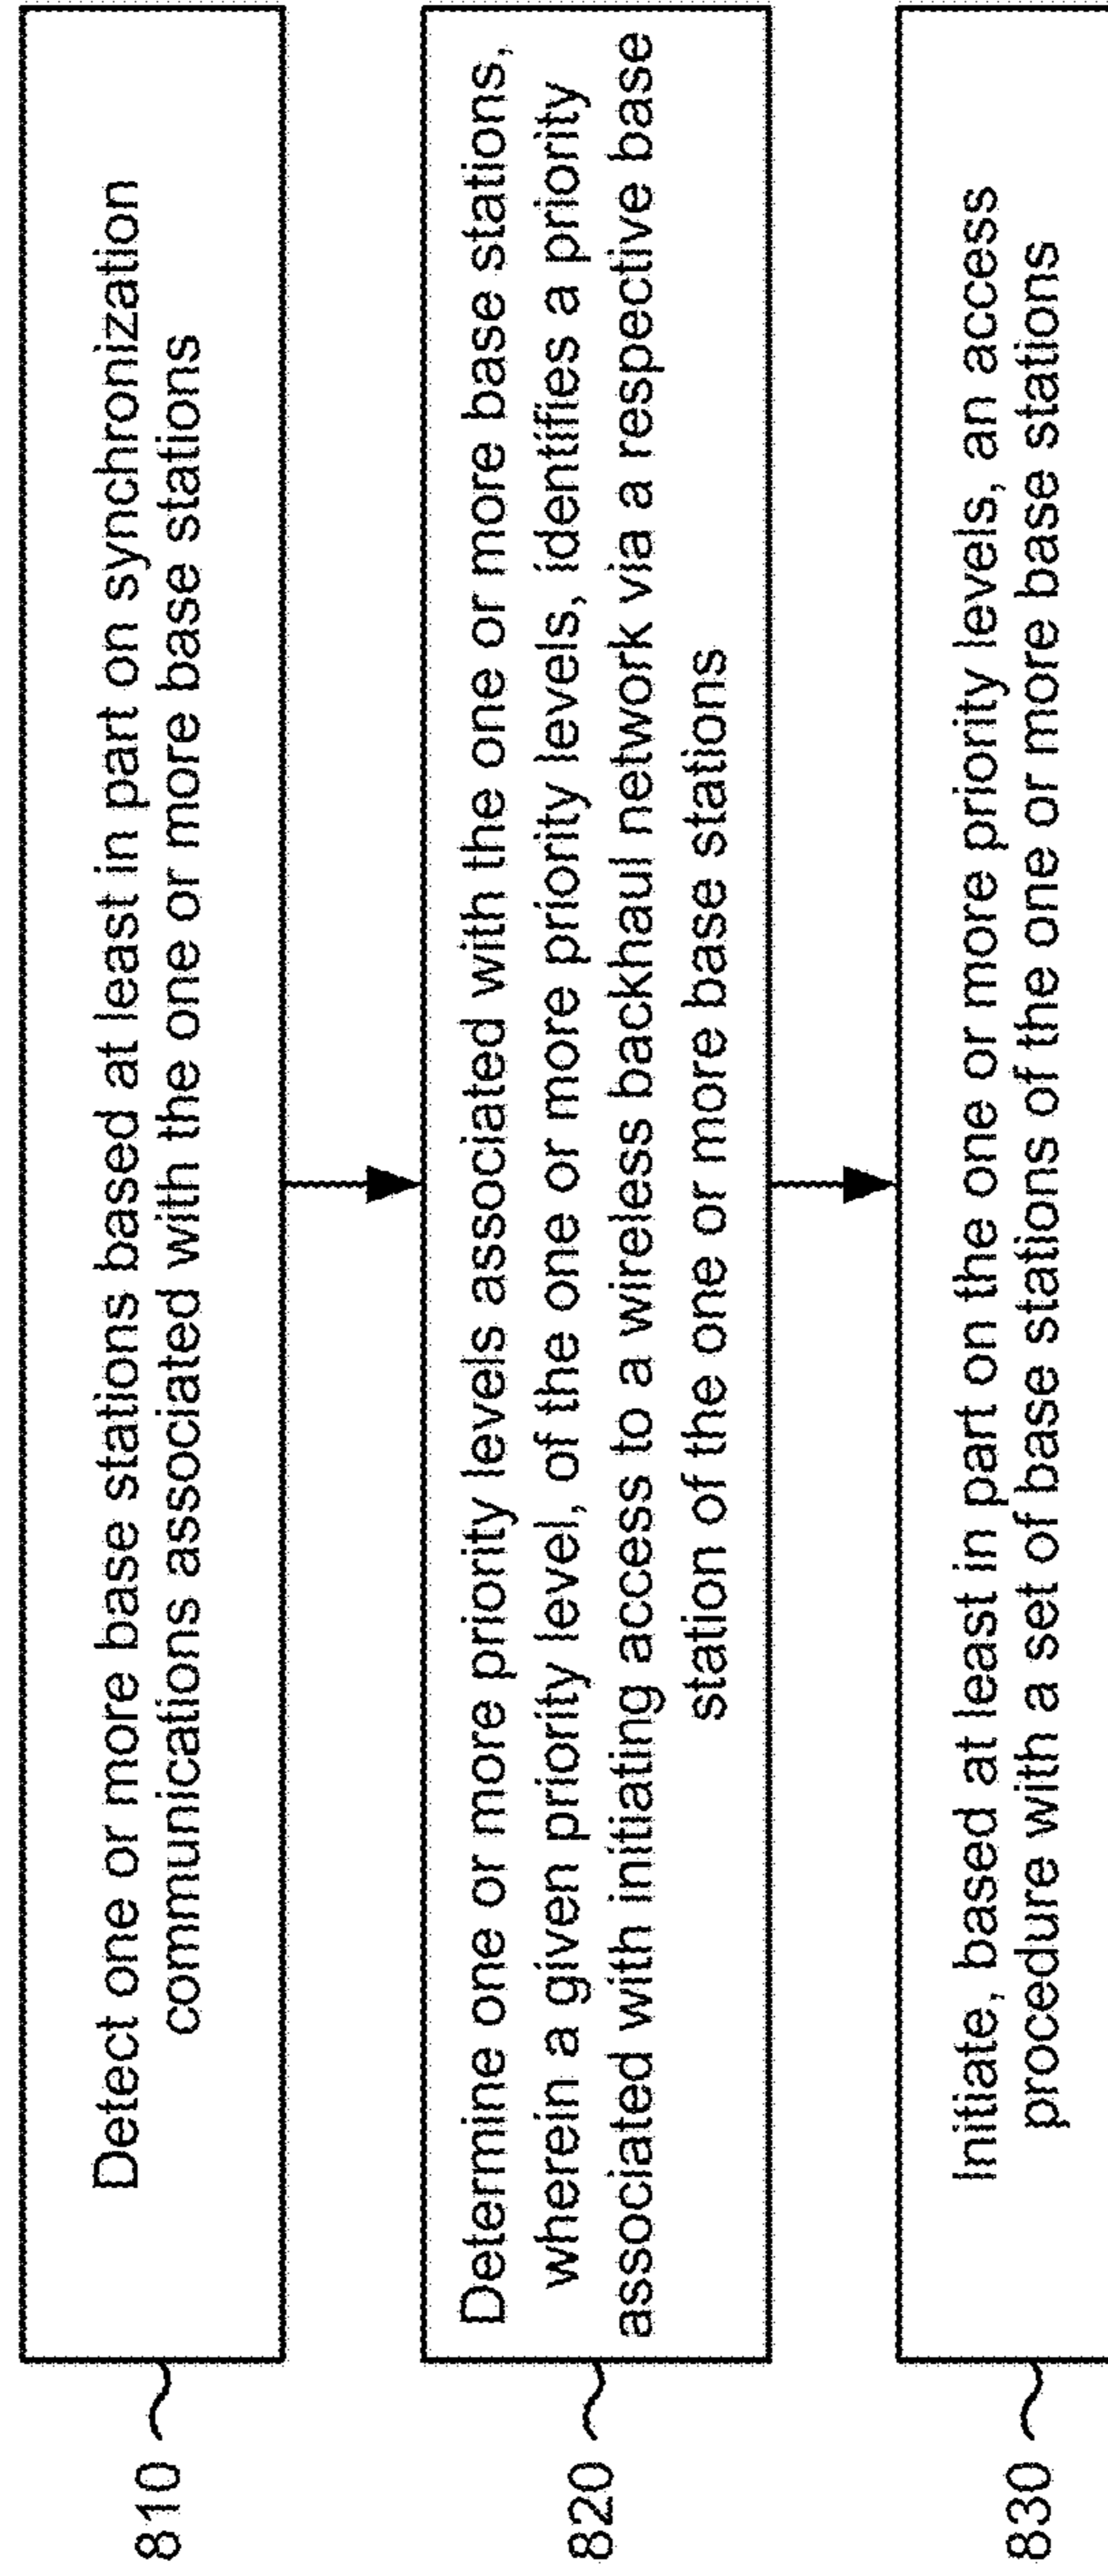 810
Detect one or more base stations based at least in part on synchronization
communications associated with the one or more base stations
820
Determine one or more priority levels associated with the one or more base stations,
wherein a given priority level, of the one or more priority levels, identifies a priority
associated with initiating access to a wireless backhaul network via a respective base
station of the one or more base stations
830
Initiate, based at least in part on the one or more priority levels, an access
procedure with a set of base stations of the one or more base stations